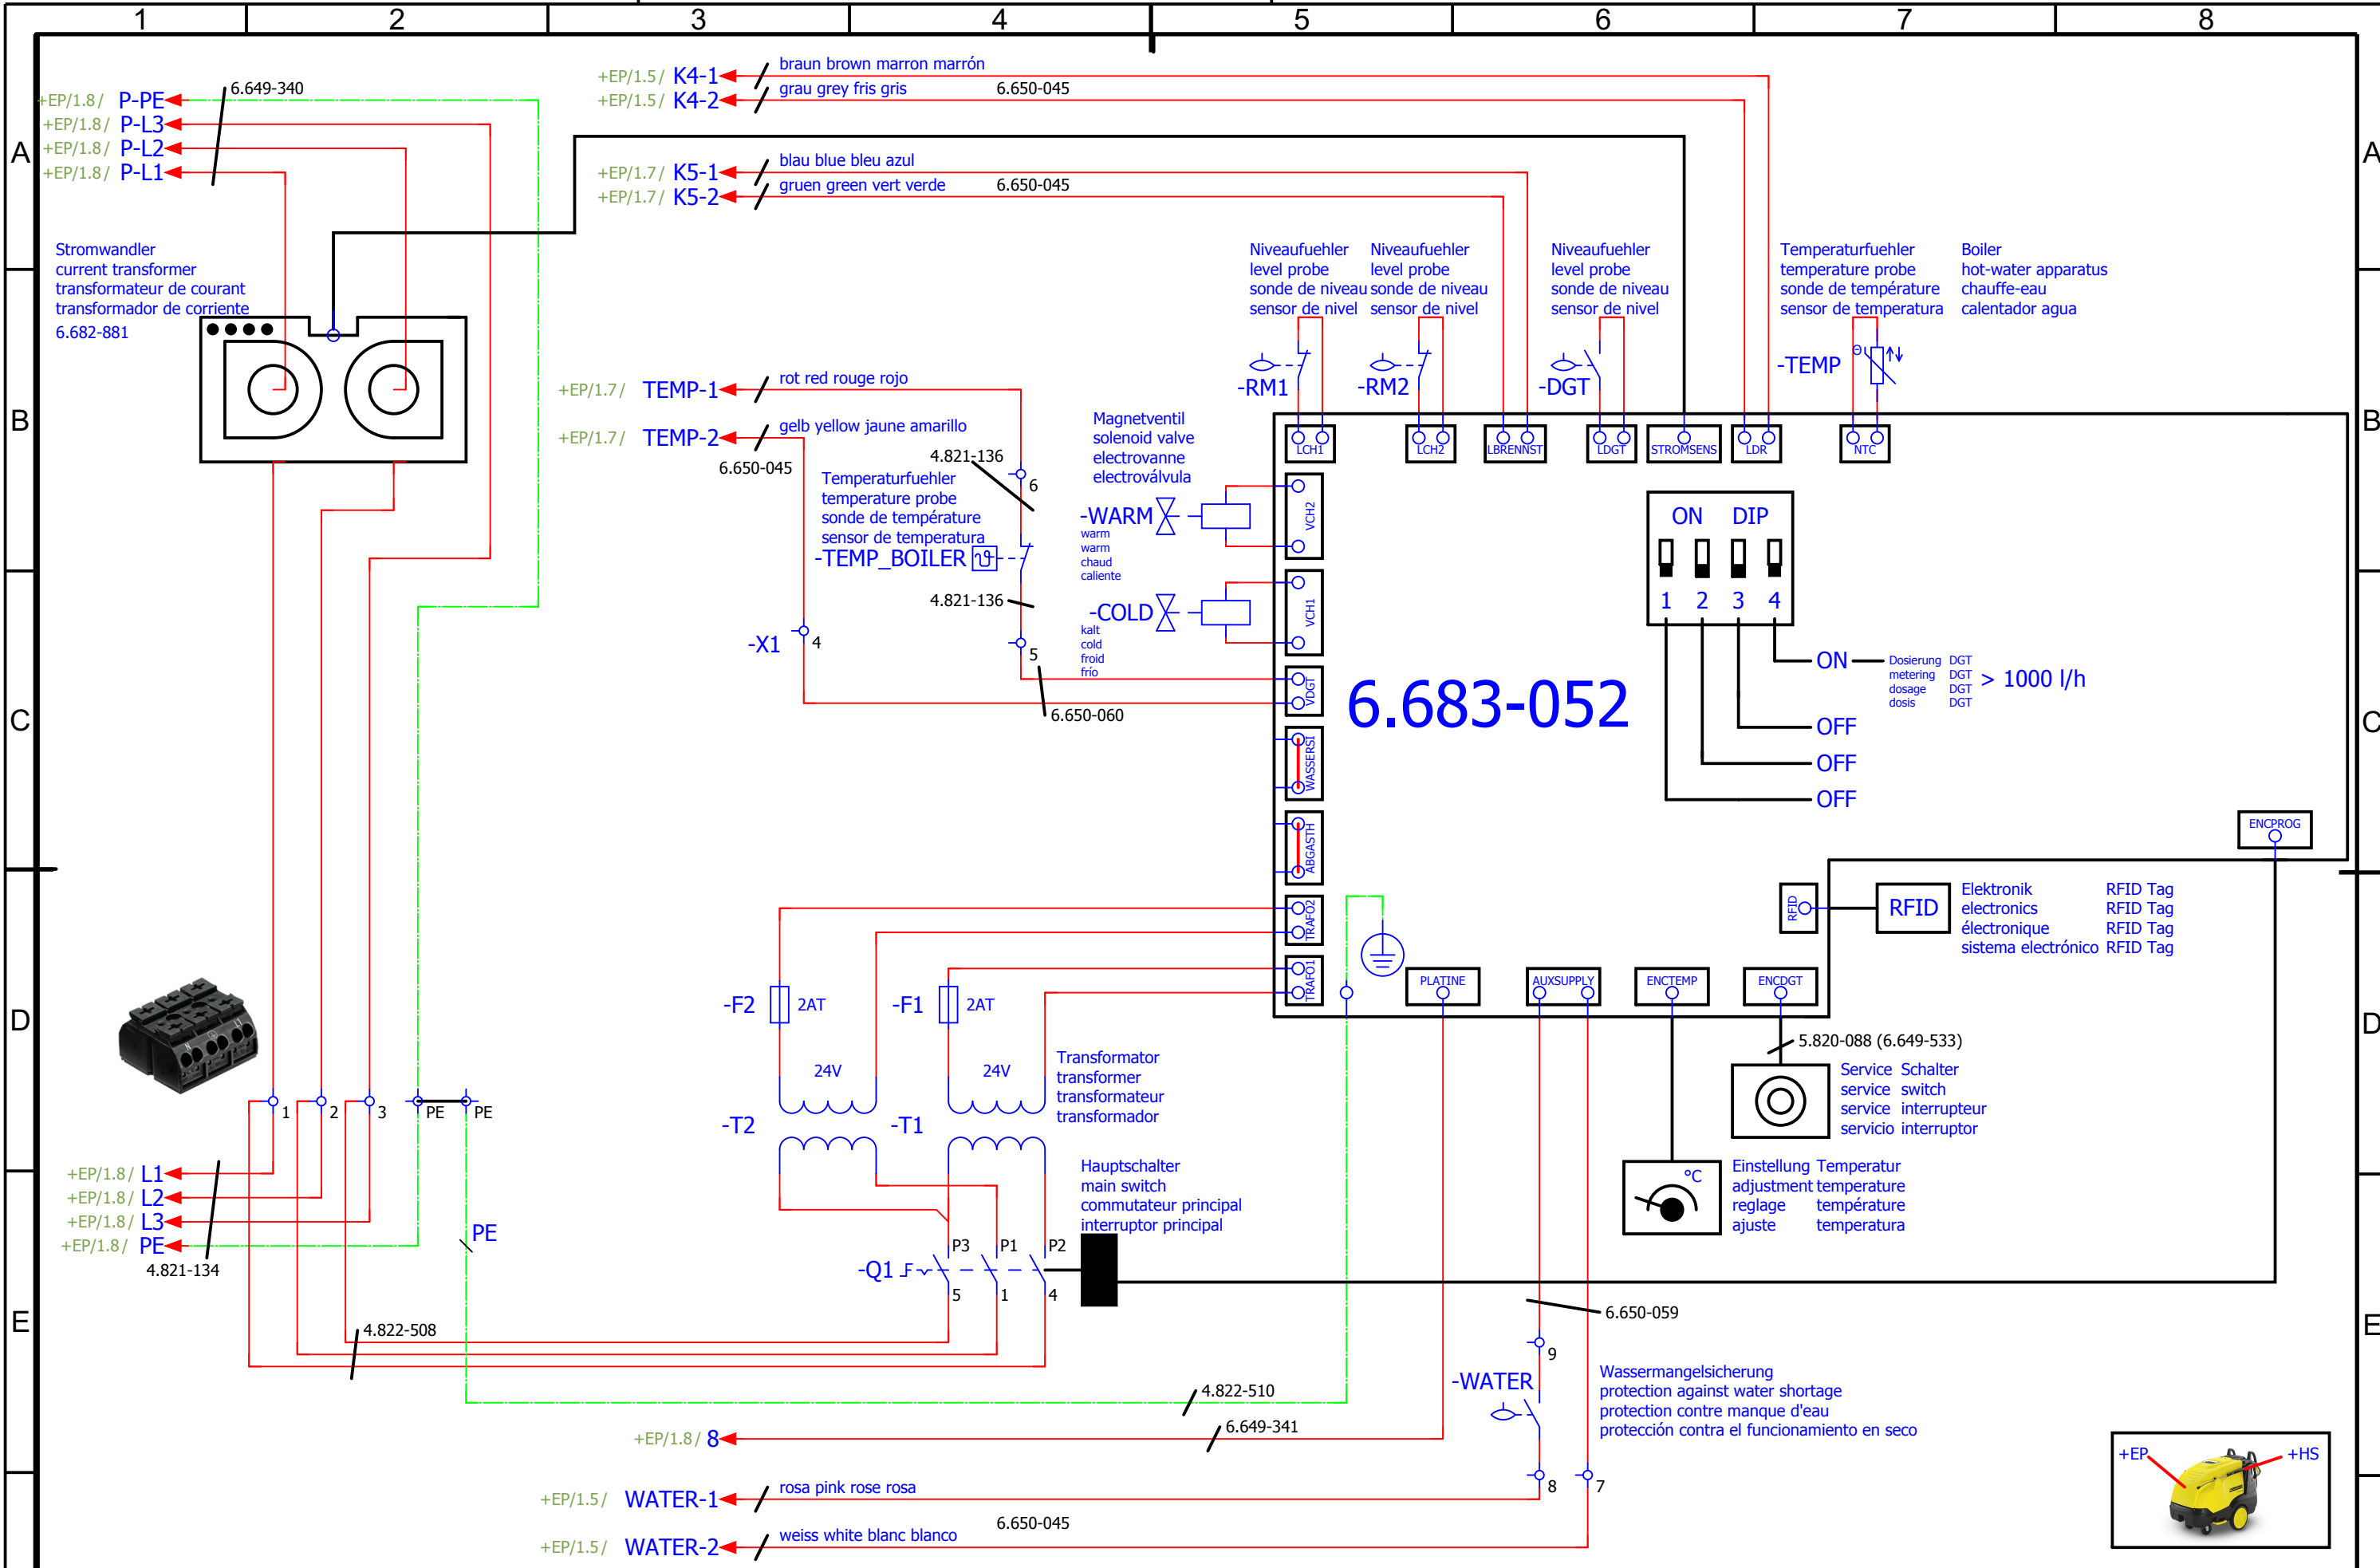 1 2 3 4 5 6 7 8
A A
B B
C C
D D
E E
6.649-340
+EP/1.8/ P-PE
+EP/1.8/ P-L3
+EP/1.8/ P-L2
+EP/1.8/ P-L1
+EP/1.5/ K4-1 braun brown marron marrón
+EP/1.5/ K4-2 grau grey fris gris 6.650-045
+EP/1.7/ K5-1 blau blue bleu azul
+EP/1.7/ K5-2 gruen green vert verde 6.650-045
Stromwandler
current transformer
transformateur de courant
transformador de corriente
6.682-881
Niveaufuehler
level probe
sonde de niveau
sensor de nivel
-RM1
Niveaufuehler
level probe
sonde de niveau
sensor de nivel
-RM2
Niveaufuehler
level probe
sonde de niveau
sensor de nivel
-DGT
Temperaturfuehler Boiler
temperature probe hot-water apparatus
sonde de température chauffe-eau
sensor de temperatura calentador agua
-TEMP
Θ
+EP/1.7/ TEMP-1 rot red rouge rojo
+EP/1.7/ TEMP-2 gelb yellow jaune amarillo
6.650-045
4.821-136
6
Temperaturfuehler
temperature probe
sonde de température
sensor de temperatura
-TEMP_BOILER
4.821-136
-X1 4
5
6.650-060
Magnetventil
solenoid valve
electrovanne
electroválvula
-WARM
warm
warm
chaud
caliente
-COLD
kalt
cold
froid
frío
LCH1
LCH2
LBRENNST
LDGT
STROMSENS
LDR
NTC
VCH2
VCH1
VDGT
WASSERSI
ABGASTH
TRAFO2
TRAFO1
6.683-052
ON DIP
1 2 3 4
ON
Dosierung DGT
metering DGT
dosage DGT
dosis DGT
> 1000 l/h
OFF
OFF
OFF
ENCPROG
RFID
RFID
Elektronik RFID Tag
electronics RFID Tag
électronique RFID Tag
sistema electrónico RFID Tag
PLATINE
AUXSUPPLY
ENCTEMP
ENCDGT
5.820-088 (6.649-533)
Service Schalter
service switch
service interrupteur
servicio interruptor
°C
Einstellung Temperatur
adjustment temperature
reglage température
ajuste temperatura
-F2 2AT
-F1 2AT
24V
24V
-T2
-T1
Transformator
transformer
transformateur
transformador
Hauptschalter
main switch
commutateur principal
interruptor principal
-Q1
P3 P1 P2
5 1 4
1 2 3 PE PE
+EP/1.8/ L1
+EP/1.8/ L2
+EP/1.8/ L3
+EP/1.8/ PE
4.821-134
PE
4.822-508
4.822-510
+EP/1.8/ 8
6.649-341
6.650-059
9
-WATER
8 7
Wassermangelsicherung
protection against water shortage
protection contre manque d'eau
protección contra el funcionamiento en seco
+EP/1.5/ WATER-1 rosa pink rose rosa
6.650-045
+EP/1.5/ WATER-2 weiss white blanc blanco
+EP
+HS